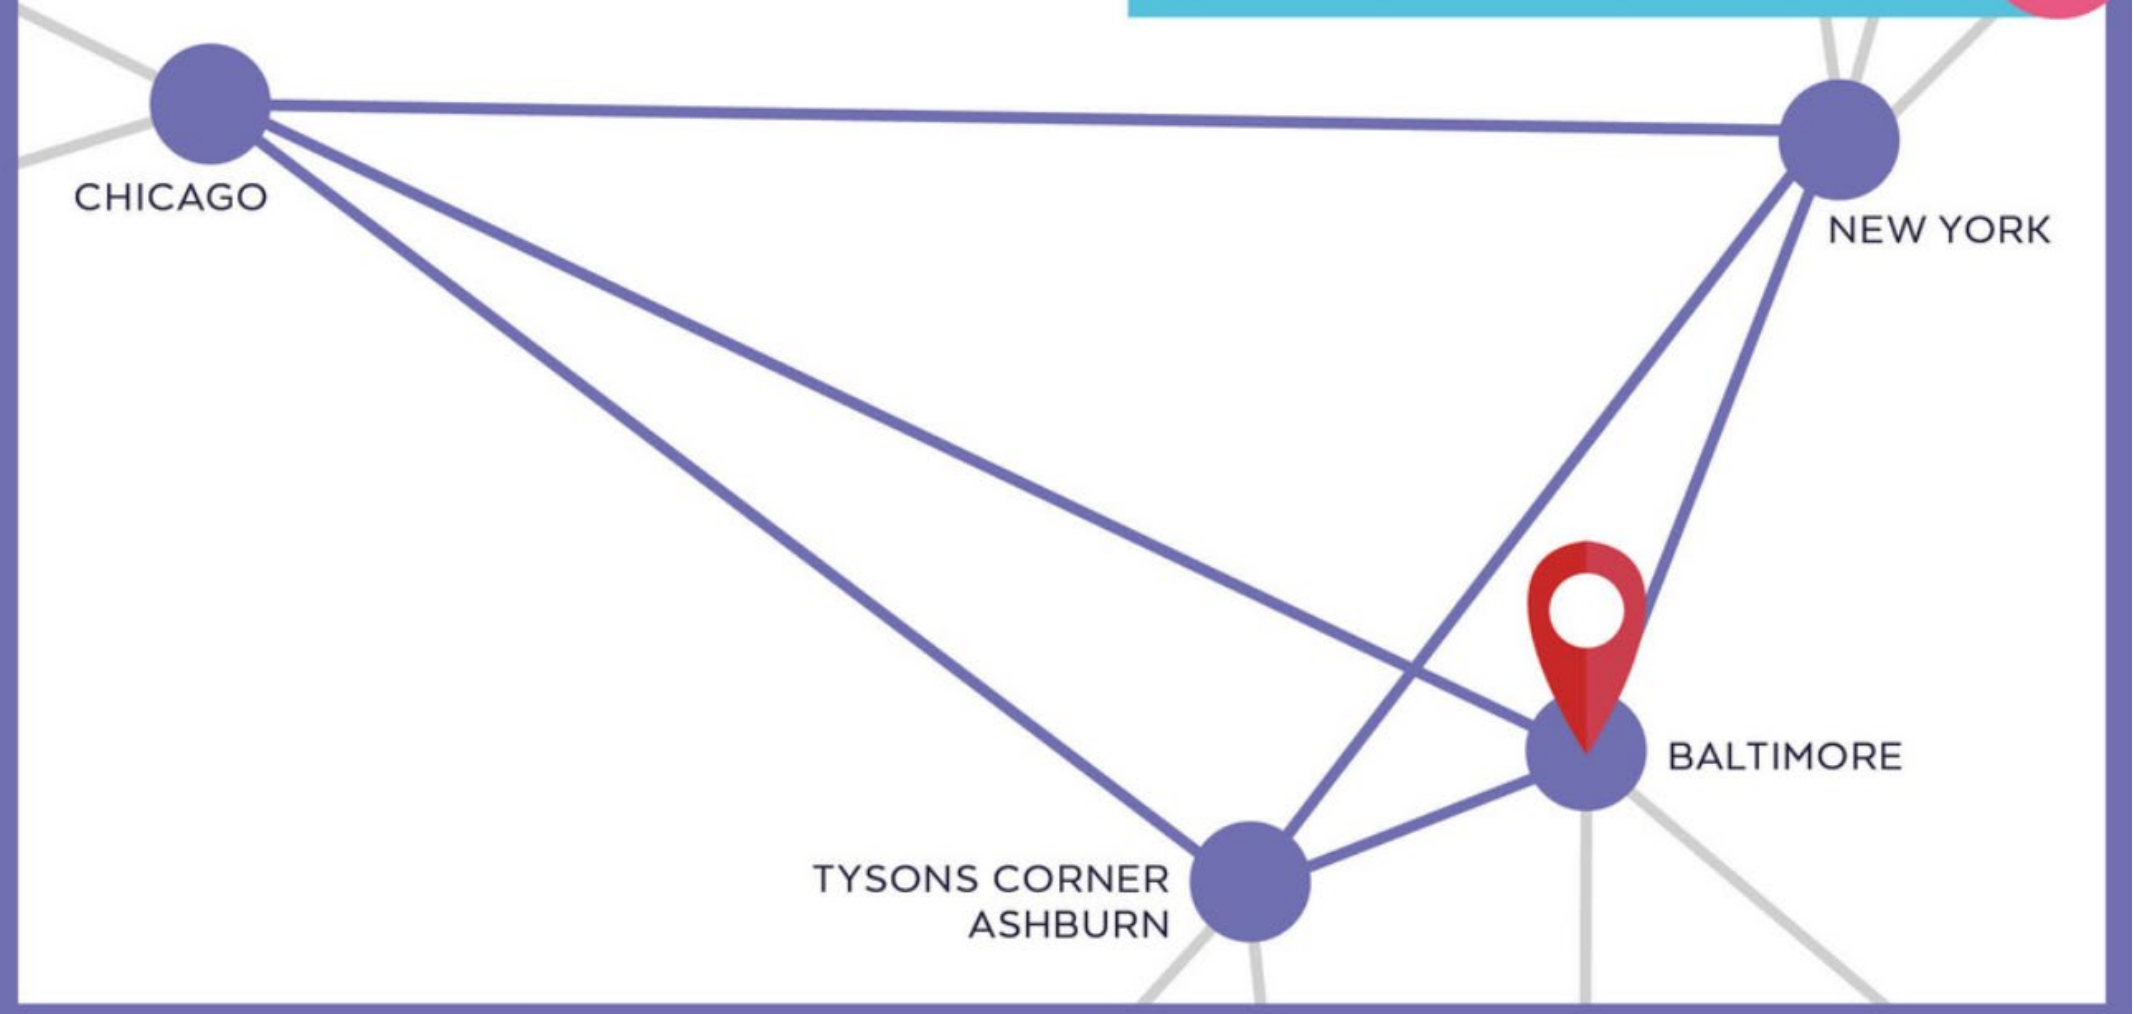 CHICAGO
NEW YORK
BALTIMORE
TYSONS CORNER
ASHBURN